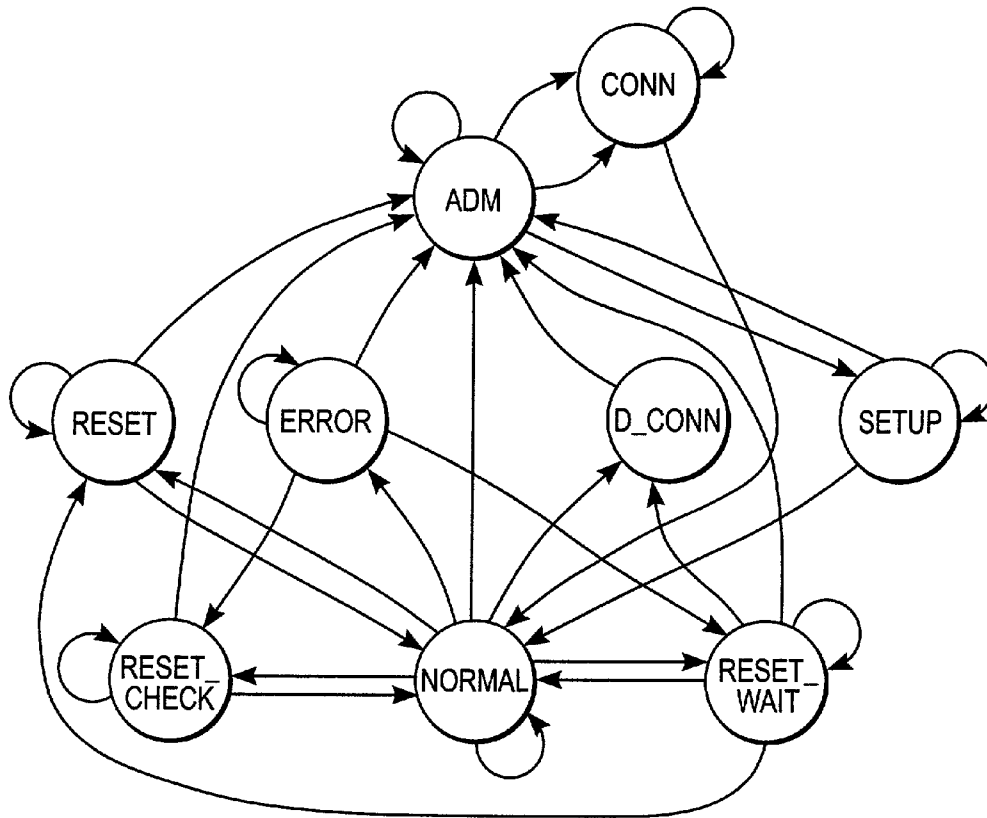 CONN
ADM
RESET
ERROR
D_CONN
SETUP
RESET_
CHECK
NORMAL
RESET_
WAIT